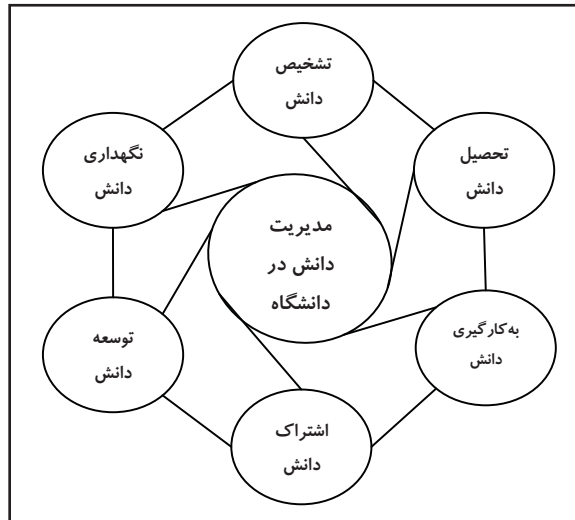 تشخیص
دانش
تحصیل
دانش
به‌کارگیری
دانش
اشتراک
دانش
توسعه
دانش
نگهداری
دانش
مدیریت
دانش در
دانشگاه